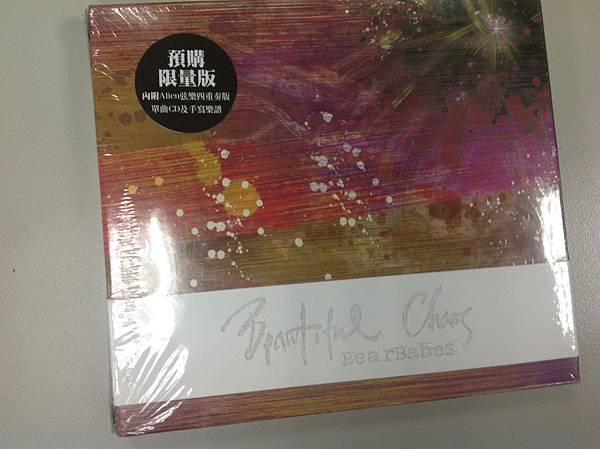 預購
限量版
內附Alien弦樂四重奏版
單曲CD及手寫樂譜
Beautiful Chaos
BearBabes